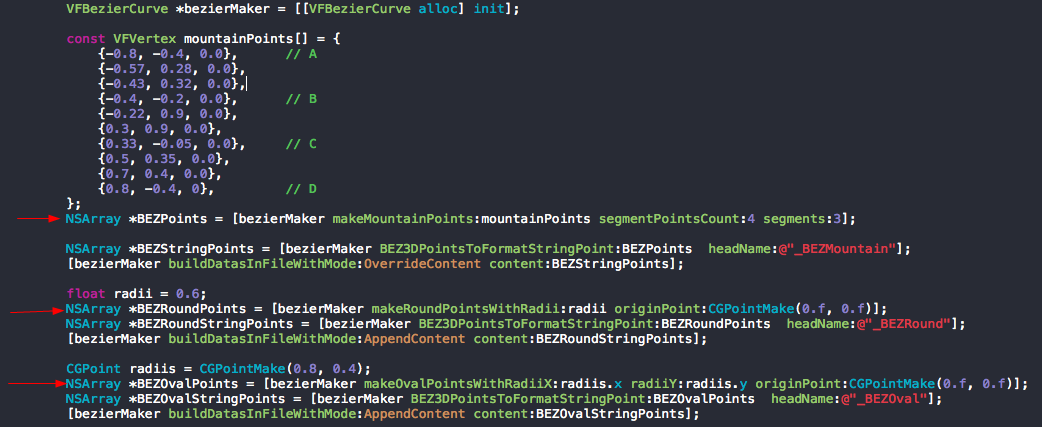 VFBezierCurve *bezierMaker = [[VFBezierCurve alloc] init];
const VFVertex mountainPoints[] = {
{-0.8, -0.4, 0.0}, // A
{-0.57, 0.28, 0.0},
{-0.43, 0.32, 0.0},
{-0.4, -0.2, 0.0}, // B
{-0.22, 0.9, 0.0},
{0.3, 0.9, 0.0},
{0.33, -0.05, 0.0}, // C
{0.5, 0.35, 0.0},
{0.7, 0.4, 0.0},
{0.8, -0.4, 0}, // D
};
NSArray *BEZPoints = [bezierMaker makeMountainPoints:mountainPoints segmentPointsCount:4 segments:3];
NSArray *BEZStringPoints = [bezierMaker BEZ3DPointsToFormatStringPoint:BEZPoints headName:@"_BEZMountain"];
[bezierMaker buildDatasInFileWithMode:OverrideContent content:BEZStringPoints];
float radii = 0.6;
NSArray *BEZRoundPoints = [bezierMaker makeRoundPointsWithRadii:radii originPoint:CGPointMake(0.f, 0.f)];
NSArray *BEZRoundStringPoints = [bezierMaker BEZ3DPointsToFormatStringPoint:BEZRoundPoints headName:@"_BEZRound"];
[bezierMaker buildDatasInFileWithMode:AppendContent content:BEZRoundStringPoints];
CGPoint radiis = CGPointMake(0.8, 0.4);
NSArray *BEZOvalPoints = [bezierMaker makeOvalPointsWithRadiiX:radiis.x radiiY:radiis.y originPoint:CGPointMake(0.f, 0.f)];
NSArray *BEZOvalStringPoints = [bezierMaker BEZ3DPointsToFormatStringPoint:BEZOvalPoints headName:@"_BEZOval"];
[bezierMaker buildDatasInFileWithMode:AppendContent content:BEZOvalStringPoints];